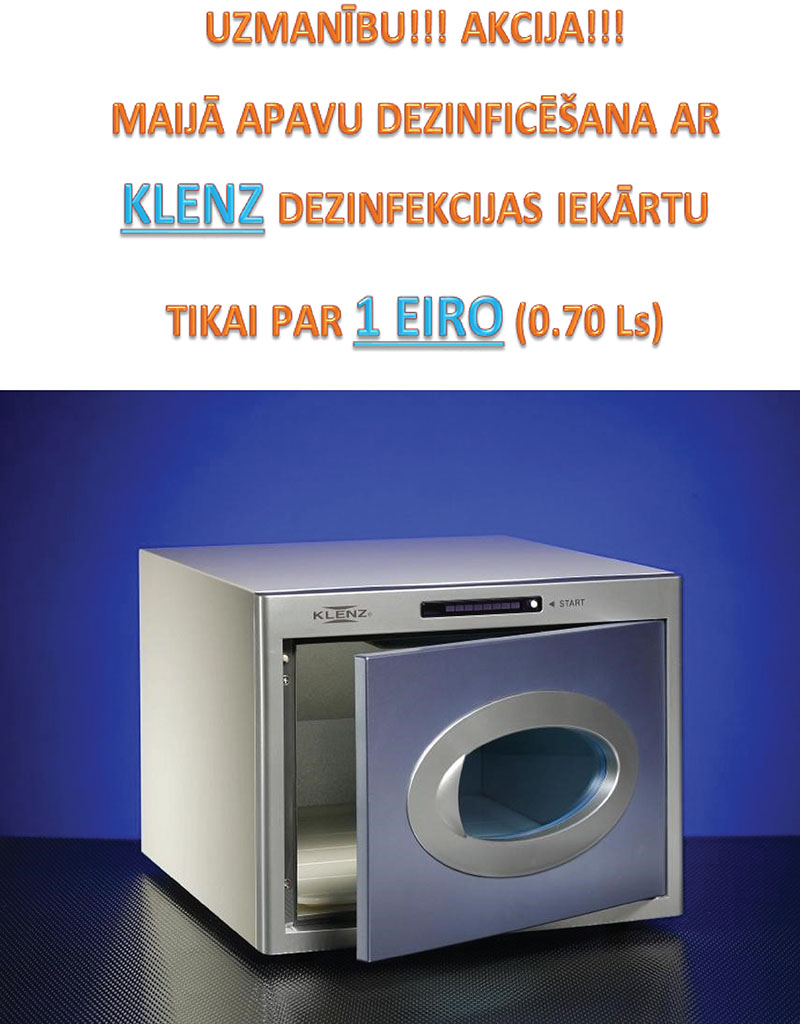 UZMANĪBU!!! AKCIJA!!!
MAIJĀ APAVU DEZINFICĒŠANA AR
KLENZ DEZINFEKCIJAS IEKĀRTU
TIKAI PAR 1 EIRO (0.70 Ls)
KLENZ®
◄ START